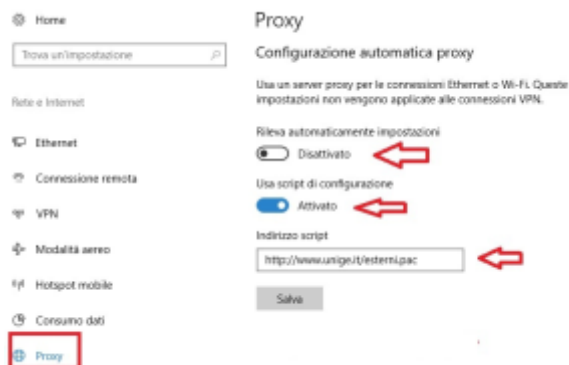 Home
Trova un'impostazione
Rete e Internet
Ethernet
Connessione remota
VPN
Modalità aereo
Hotspot mobile
Consumo dati
Proxy
Proxy
Configurazione automatica proxy
Usa un server proxy per le connessioni Ethernet o Wi-Fi. Queste
impostazioni non vengono applicate alle connessioni VPN.
Rileva automaticamente impostazioni
Disattivato
Usa script di configurazione
Attivato
Indirizzo script
http://www.unige.it/esterni.pac
Salva